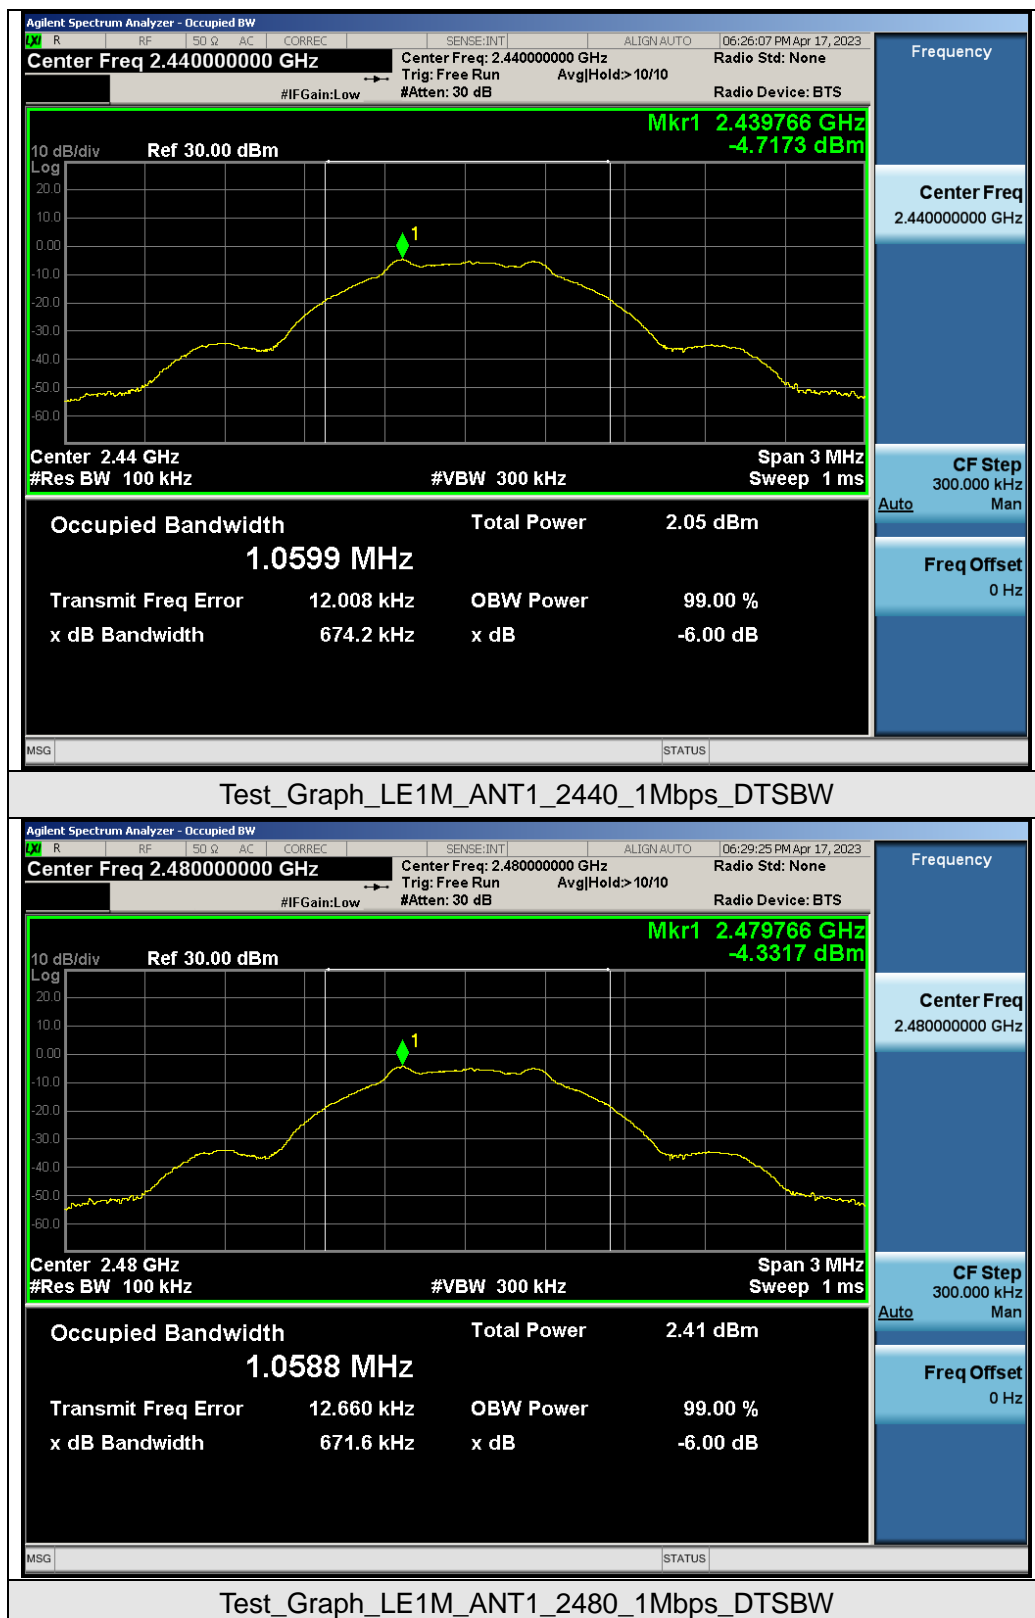 Agilent Spectrum Analyzer - Occupied BW
LXI R RF 50 Ω AC CORREC SENSE:INT ALIGN AUTO 06:26:07 PM Apr 17, 2023
Center Freq 2.440000000 GHz Center Freq: 2.440000000 GHz Radio Std: None
Trig: Free Run Avg|Hold:>10/10
#IFGain:Low #Atten: 30 dB Radio Device: BTS
Frequency
Mkr1 2.439766 GHz
10 dB/div Ref 30.00 dBm -4.7173 dBm
Log
20.0
10.0
0.00
-10.0
-20.0
-30.0
-40.0
-50.0
-60.0
1
Center 2.44 GHz Span 3 MHz
#Res BW 100 kHz #VBW 300 kHz Sweep 1 ms
Occupied Bandwidth Total Power 2.05 dBm
1.0599 MHz
Transmit Freq Error 12.008 kHz OBW Power 99.00 %
x dB Bandwidth 674.2 kHz x dB -6.00 dB
Center Freq
2.440000000 GHz
CF Step
300.000 kHz
Auto Man
Freq Offset
0 Hz
MSG STATUS
Test_Graph_LE1M_ANT1_2440_1Mbps_DTSBW
Agilent Spectrum Analyzer - Occupied BW
LXI R RF 50 Ω AC CORREC SENSE:INT ALIGN AUTO 06:29:25 PM Apr 17, 2023
Center Freq 2.480000000 GHz Center Freq: 2.480000000 GHz Radio Std: None
Trig: Free Run Avg|Hold:>10/10
#IFGain:Low #Atten: 30 dB Radio Device: BTS
Frequency
Mkr1 2.479766 GHz
10 dB/div Ref 30.00 dBm -4.3317 dBm
Log
20.0
10.0
0.00
-10.0
-20.0
-30.0
-40.0
-50.0
-60.0
1
Center 2.48 GHz Span 3 MHz
#Res BW 100 kHz #VBW 300 kHz Sweep 1 ms
Occupied Bandwidth Total Power 2.41 dBm
1.0588 MHz
Transmit Freq Error 12.660 kHz OBW Power 99.00 %
x dB Bandwidth 671.6 kHz x dB -6.00 dB
Center Freq
2.480000000 GHz
CF Step
300.000 kHz
Auto Man
Freq Offset
0 Hz
MSG STATUS
Test_Graph_LE1M_ANT1_2480_1Mbps_DTSBW